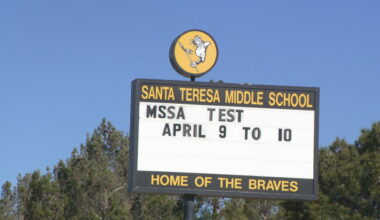 SANTA TERESA MIDDLE SCHOOL
MSSA TEST
APRIL 9 TO 10
HOME OF THE BRAVES